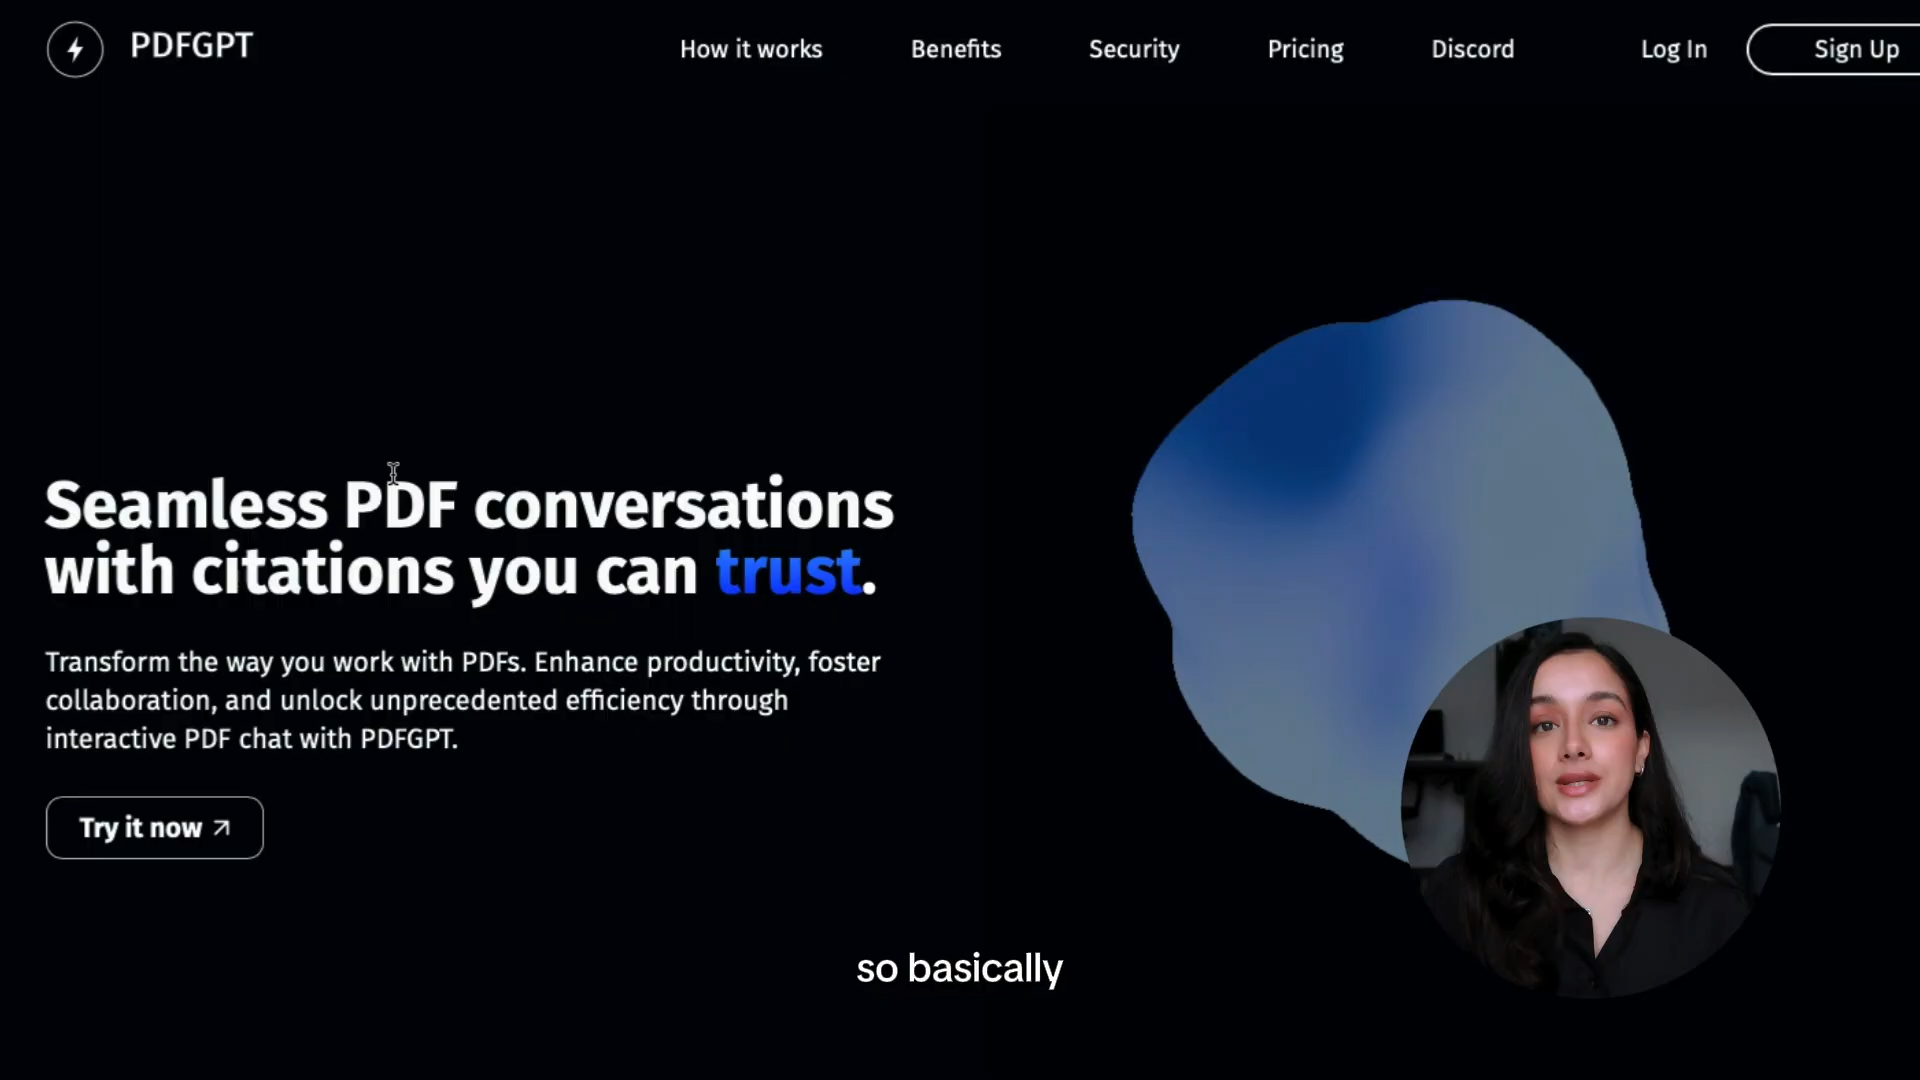 PDFGPT
How it works
Benefits
Security
Pricing
Discord
Log In
Sign Up
Seamless PDF conversations
with citations you can trust.
Transform the way you work with PDFs. Enhance productivity, foster
collaboration, and unlock unprecedented efficiency through
interactive PDF chat with PDFGPT.
Try it now
so basically